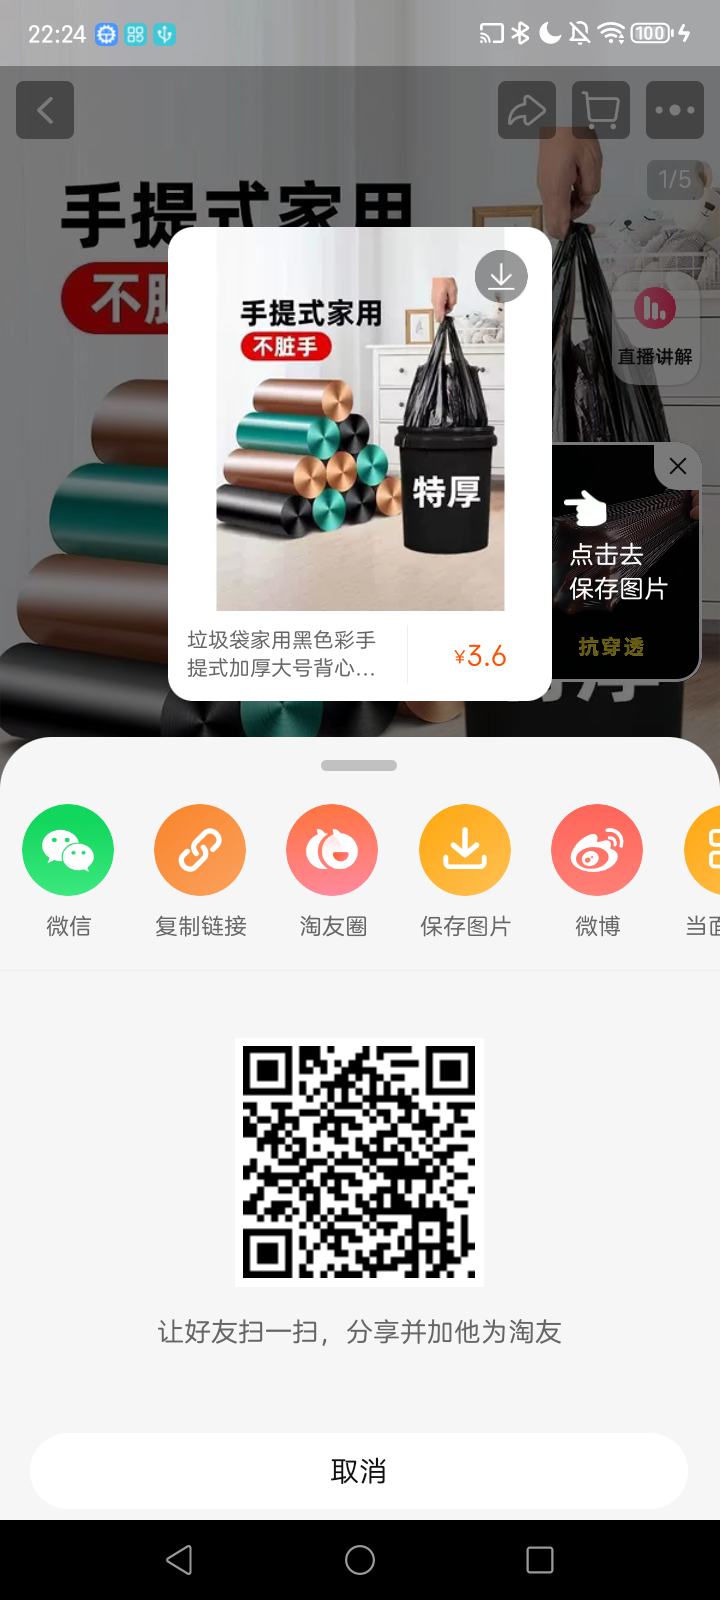 22:24
100
1/5
手提式家用
直播讲解
手提式家用
不脏手
特厚
点击去
保存图片
抗穿透
垃圾袋家用黑色彩手
提式加厚大号背心...
¥3.6
微信
复制链接
淘友圈
保存图片
微博
让好友扫一扫，分享并加他为淘友
取消